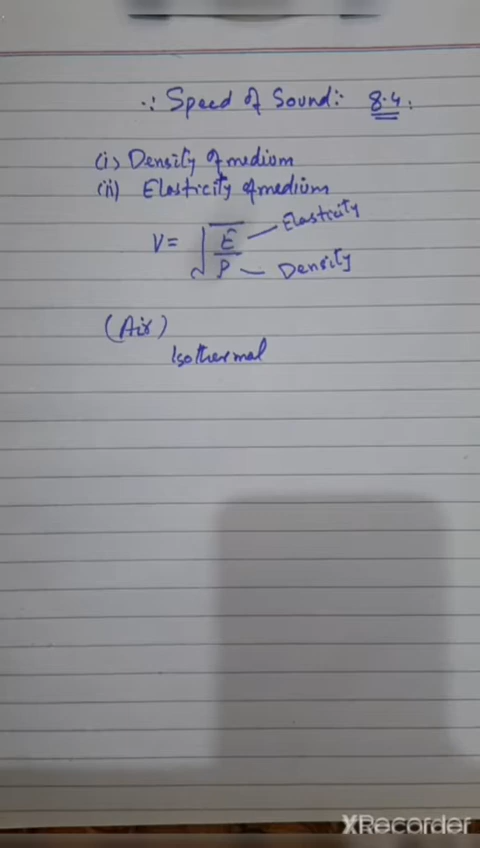 ∴ Speed of Sound:- 8.4.
(i) Density of medium
(ii) Elasticity of medium
V = √E/ρ — Elasticity
— Density
(Air)
Isothermal
XRecorder